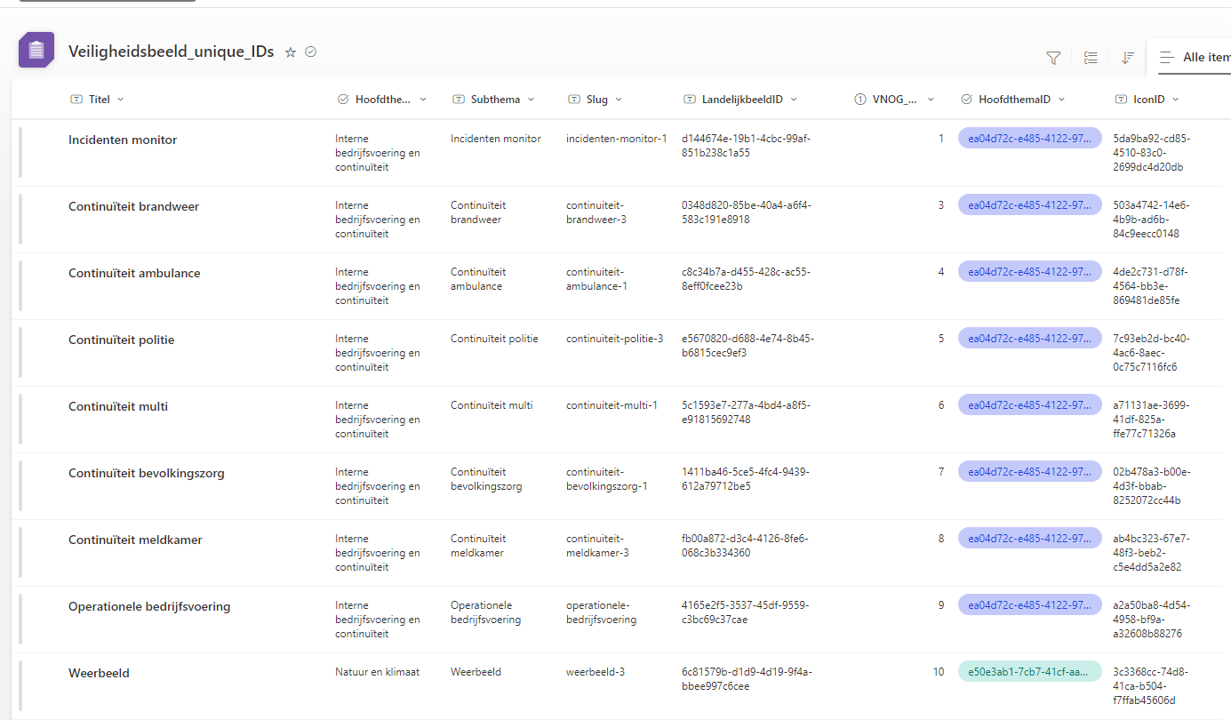 Veiligheidsbeeld_unique_IDs
Alle item
Titel
Hoofdthe...
Subthema
Slug
LandelijkbeeldID
VNOG_...
HoofdthemaID
IconID
Incidenten monitor
Interne
bedrijfsvoering en
continuïteit
Incidenten monitor
incidenten-monitor-1
d144674e-19b1-4cbc-99af-
851b238c1a55
1
ea04d72c-e485-4122-97...
5da9ba92-cd85-
4510-83c0-
2699dc4d20db
Continuïteit brandweer
Interne
bedrijfsvoering en
continuïteit
Continuïteit
brandweer
continuiteit-
brandweer-3
0348d820-85be-40a4-a6f4-
583c191e8918
3
ea04d72c-e485-4122-97...
503a4742-14e6-
4b9b-ad6b-
84c9eecc0148
Continuïteit ambulance
Interne
bedrijfsvoering en
continuïteit
Continuïteit
ambulance
continuiteit-
ambulance-1
c8c34b7a-d455-428c-ac55-
8eff0fcee23b
4
ea04d72c-e485-4122-97...
4de2c731-d78f-
4564-bb3e-
869481de85fe
Continuïteit politie
Interne
bedrijfsvoering en
continuïteit
Continuïteit politie
continuiteit-politie-3
e5670820-d688-4e74-8b45-
b6815cec9ef3
5
ea04d72c-e485-4122-97...
7c93eb2d-bc40-
4ac6-8aec-
0c75c7116fc6
Continuïteit multi
Interne
bedrijfsvoering en
continuïteit
Continuïteit multi
continuiteit-multi-1
5c1593e7-277a-4bd4-a8f5-
e91815692748
6
ea04d72c-e485-4122-97...
a71131ae-3699-
41df-825a-
ffe77c71326a
Continuïteit bevolkingszorg
Interne
bedrijfsvoering en
continuïteit
Continuïteit
bevolkingszorg
continuiteit-
bevolkingszorg-1
1411ba46-5ce5-4fc4-9439-
612a79712be5
7
ea04d72c-e485-4122-97...
02b478a3-b00e-
4d3f-bbab-
8252072cc44b
Continuïteit meldkamer
Interne
bedrijfsvoering en
continuïteit
Continuïteit
meldkamer
continuiteit-
meldkamer-3
fb00a872-d3c4-4126-8fe6-
068c3b334360
8
ea04d72c-e485-4122-97...
ab4bc323-67e7-
48f3-beb2-
c5e4dd5a2e82
Operationele bedrijfsvoering
Interne
bedrijfsvoering en
continuïteit
Operationele
bedrijfsvoering
operationele-
bedrijfsvoering
4165e2f5-3537-45df-9559-
c3bc69c37cae
9
ea04d72c-e485-4122-97...
a2a50ba8-4d54-
4958-bf9a-
a32608b88276
Weerbeeld
Natuur en klimaat
Weerbeeld
weerbeeld-3
6c81579b-d1d9-4d19-9f4a-
bbee997c6cee
10
e50e3ab1-7cb7-41cf-aa...
3c3368cc-74d8-
41ca-b504-
f7ffab45606d